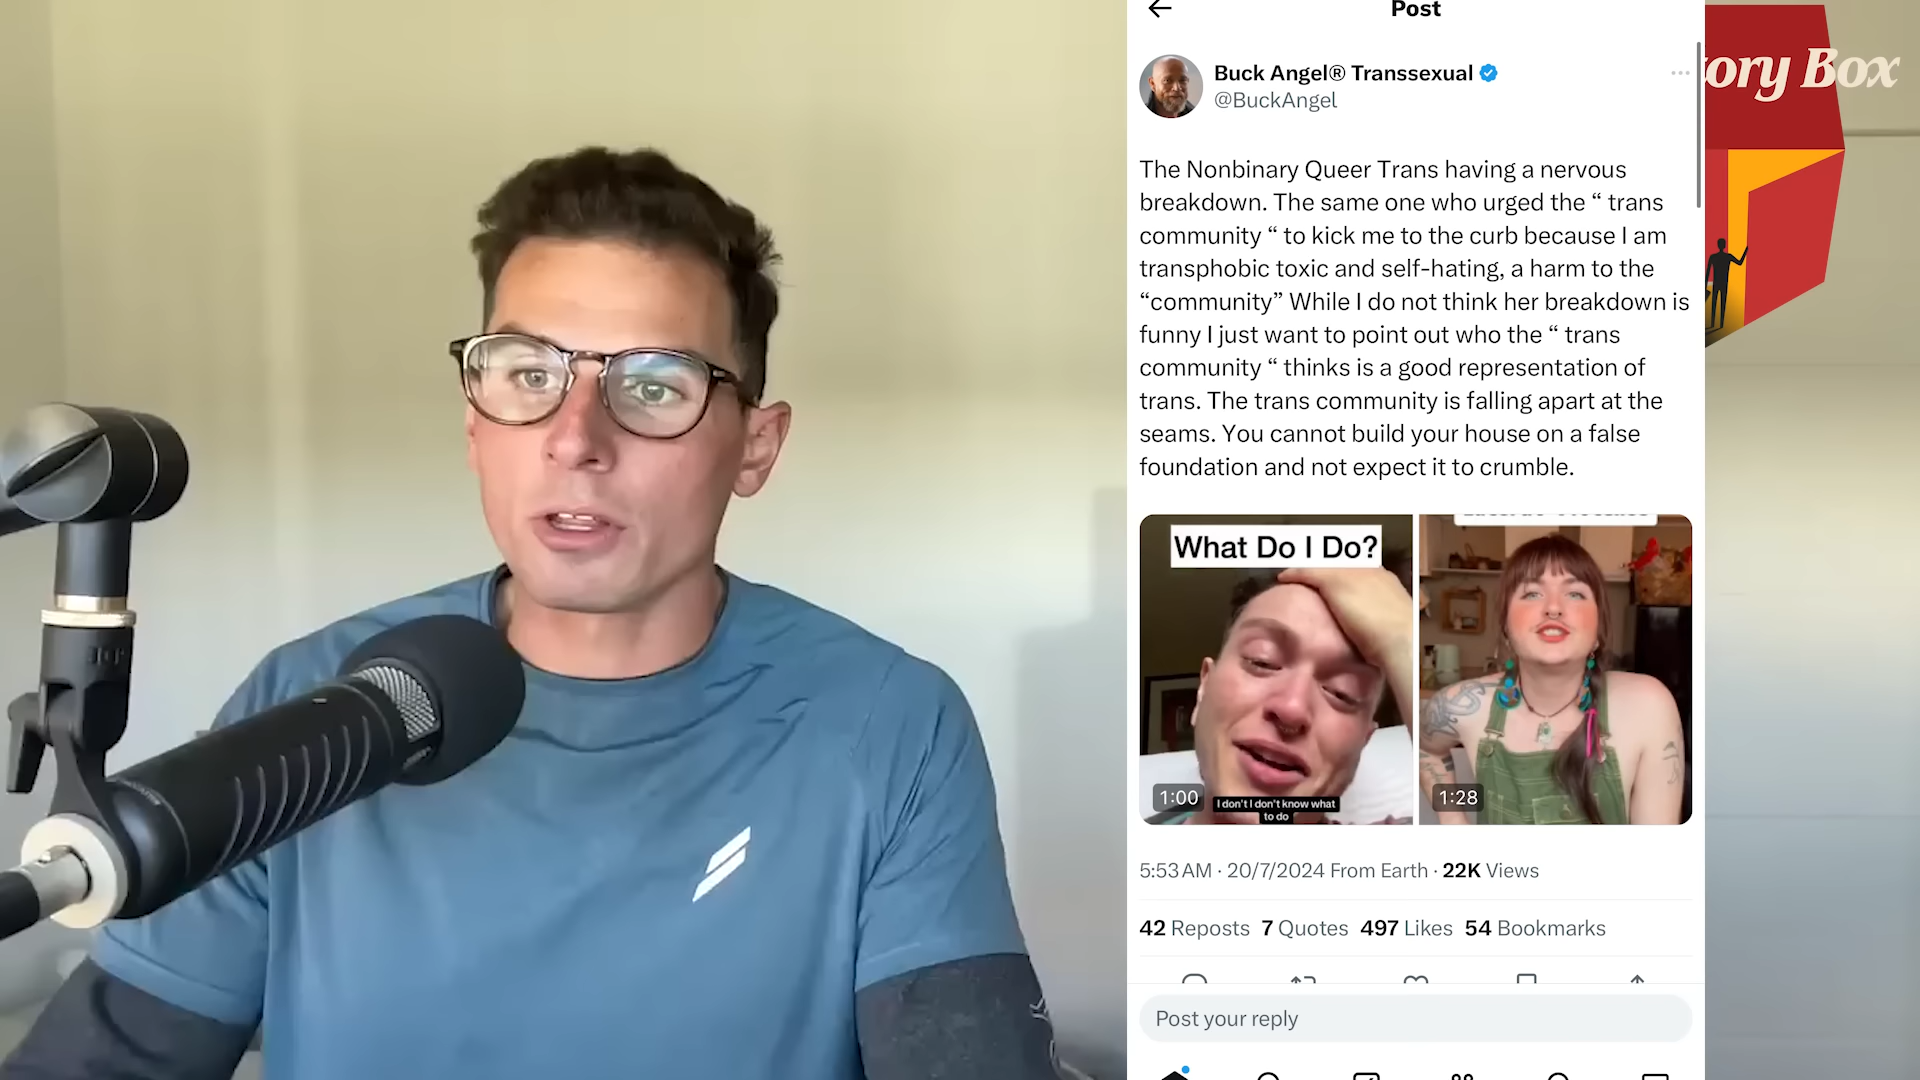 Post
Buck Angel® Transsexual
@BuckAngel
ory Box
The Nonbinary Queer Trans having a nervous
breakdown. The same one who urged the “ trans
community “ to kick me to the curb because I am
transphobic toxic and self-hating, a harm to the
“community” While I do not think her breakdown is
funny I just want to point out who the “ trans
community “ thinks is a good representation of
trans. The trans community is falling apart at the
seams. You cannot build your house on a false
foundation and not expect it to crumble.
What Do I Do?
1:00
I don't I don't know what
to do
1:28
5:53 AM · 20/7/2024 From Earth · 22K Views
42 Reposts 7 Quotes 497 Likes 54 Bookmarks
Post your reply